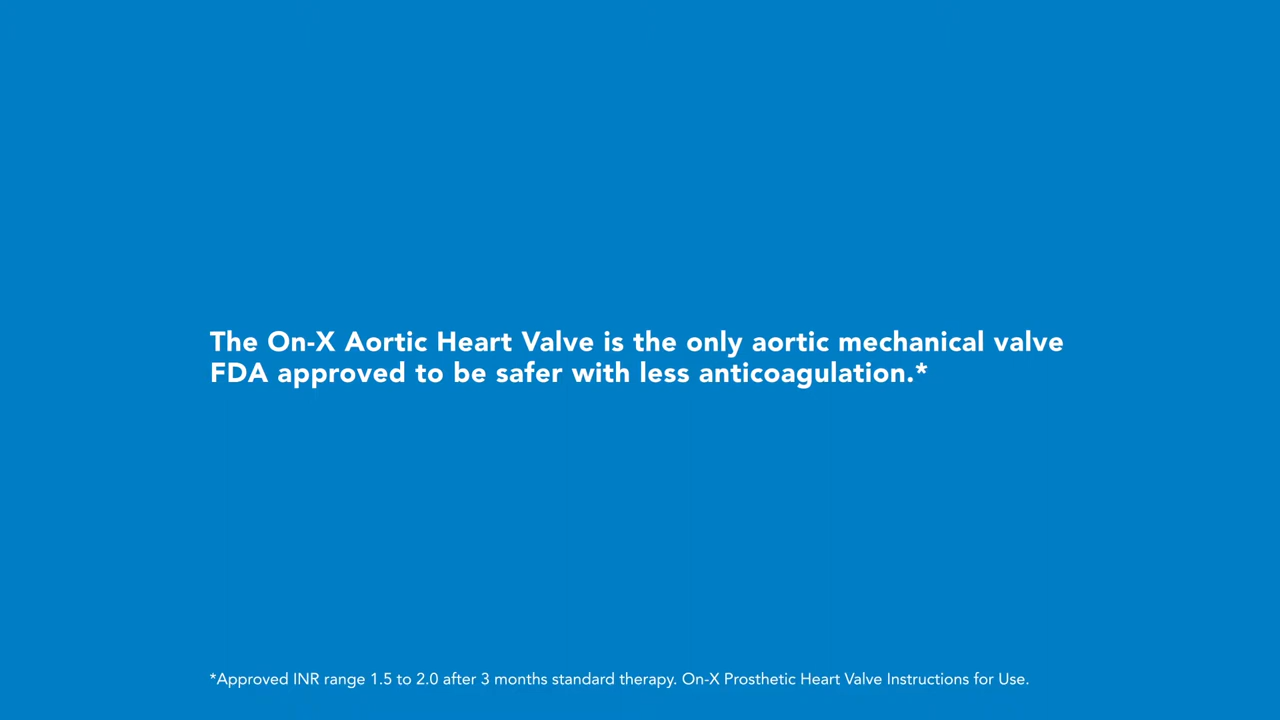 The On-X Aortic Heart Valve is the only aortic mechanical valve
FDA approved to be safer with less anticoagulation.*
*Approved INR range 1.5 to 2.0 after 3 months standard therapy. On-X Prosthetic Heart Valve Instructions for Use.